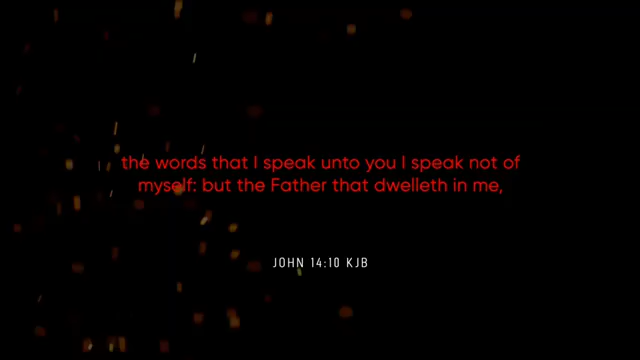 the words that I speak unto you I speak not of
myself: but the Father that dwelleth in me,
JOHN 14:10 KJB